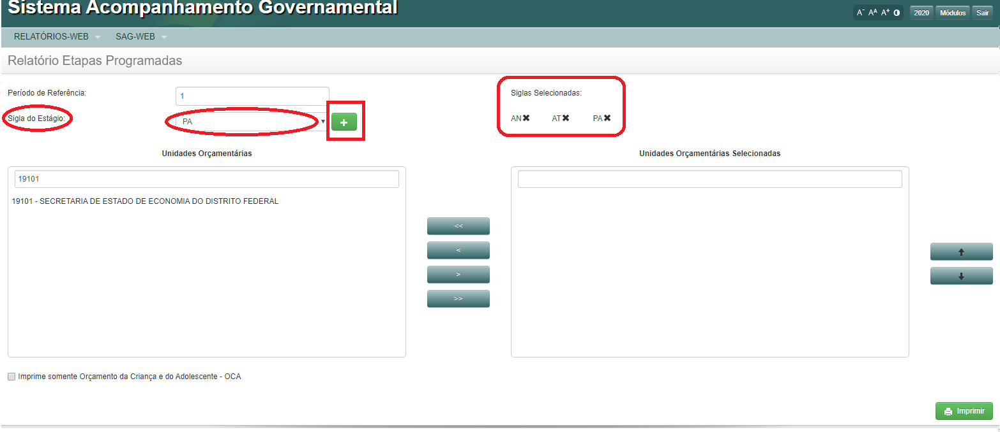 Sistema Acompanhamento Governamental
A- AA A+
2020 Módulos Sair
RELATÓRIOS-WEB SAG-WEB
Relatório Etapas Programadas
Período de Referência: 1
Siglas Selecionadas:
Sigla do Estágio: PA +
AN✖ AT✖ PA✖
Unidades Orçamentárias
Unidades Orçamentárias Selecionadas
19101
19101 - SECRETARIA DE ESTADO DE ECONOMIA DO DISTRITO FEDERAL
<<
<
>
>>
Imprime somente Orçamento da Criança e do Adolescente - OCA
Imprimir